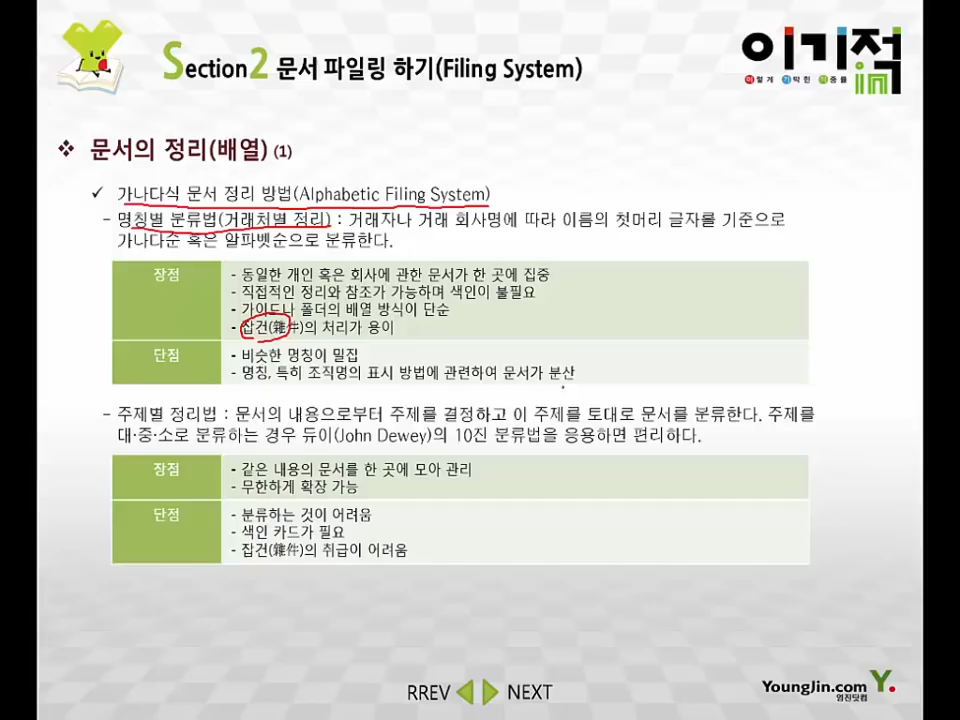 Section2 문서 파일링 하기(Filing System)
이기적 in
이렇게 기막힌 적중률
❖ 문서의 정리(배열) (1)
✓ 가나다식 문서 정리 방법(Alphabetic Filing System)
- 명칭별 분류법(거래처별 정리) : 거래자나 거래 회사명에 따라 이름의 첫머리 글자를 기준으로
가나다순 혹은 알파벳순으로 분류한다.
장점
- 동일한 개인 혹은 회사에 관한 문서가 한 곳에 집중
- 직접적인 정리와 참조가 가능하며 색인이 불필요
- 가이드나 폴더의 배열 방식이 단순
- 잡건(雜件)의 처리가 용이
단점
- 비슷한 명칭이 밀집
- 명칭, 특히 조직명의 표시 방법에 관련하여 문서가 분산
- 주제별 정리법 : 문서의 내용으로부터 주제를 결정하고 이 주제를 토대로 문서를 분류한다. 주제를
대·중·소로 분류하는 경우 듀이(John Dewey)의 10진 분류법을 응용하면 편리하다.
장점
- 같은 내용의 문서를 한 곳에 모아 관리
- 무한하게 확장 가능
단점
- 분류하는 것이 어려움
- 색인 카드가 필요
- 잡건(雜件)의 취급이 어려움
RREV NEXT
YoungJin.com Y.
영진닷컴